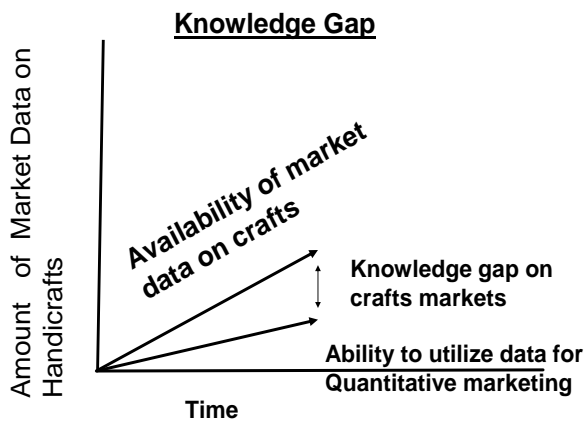 Knowledge Gap
Amount of Market Data on
Handicrafts
Availability of market
data on crafts
Knowledge gap on
crafts markets
Ability to utilize data for
Quantitative marketing
Time